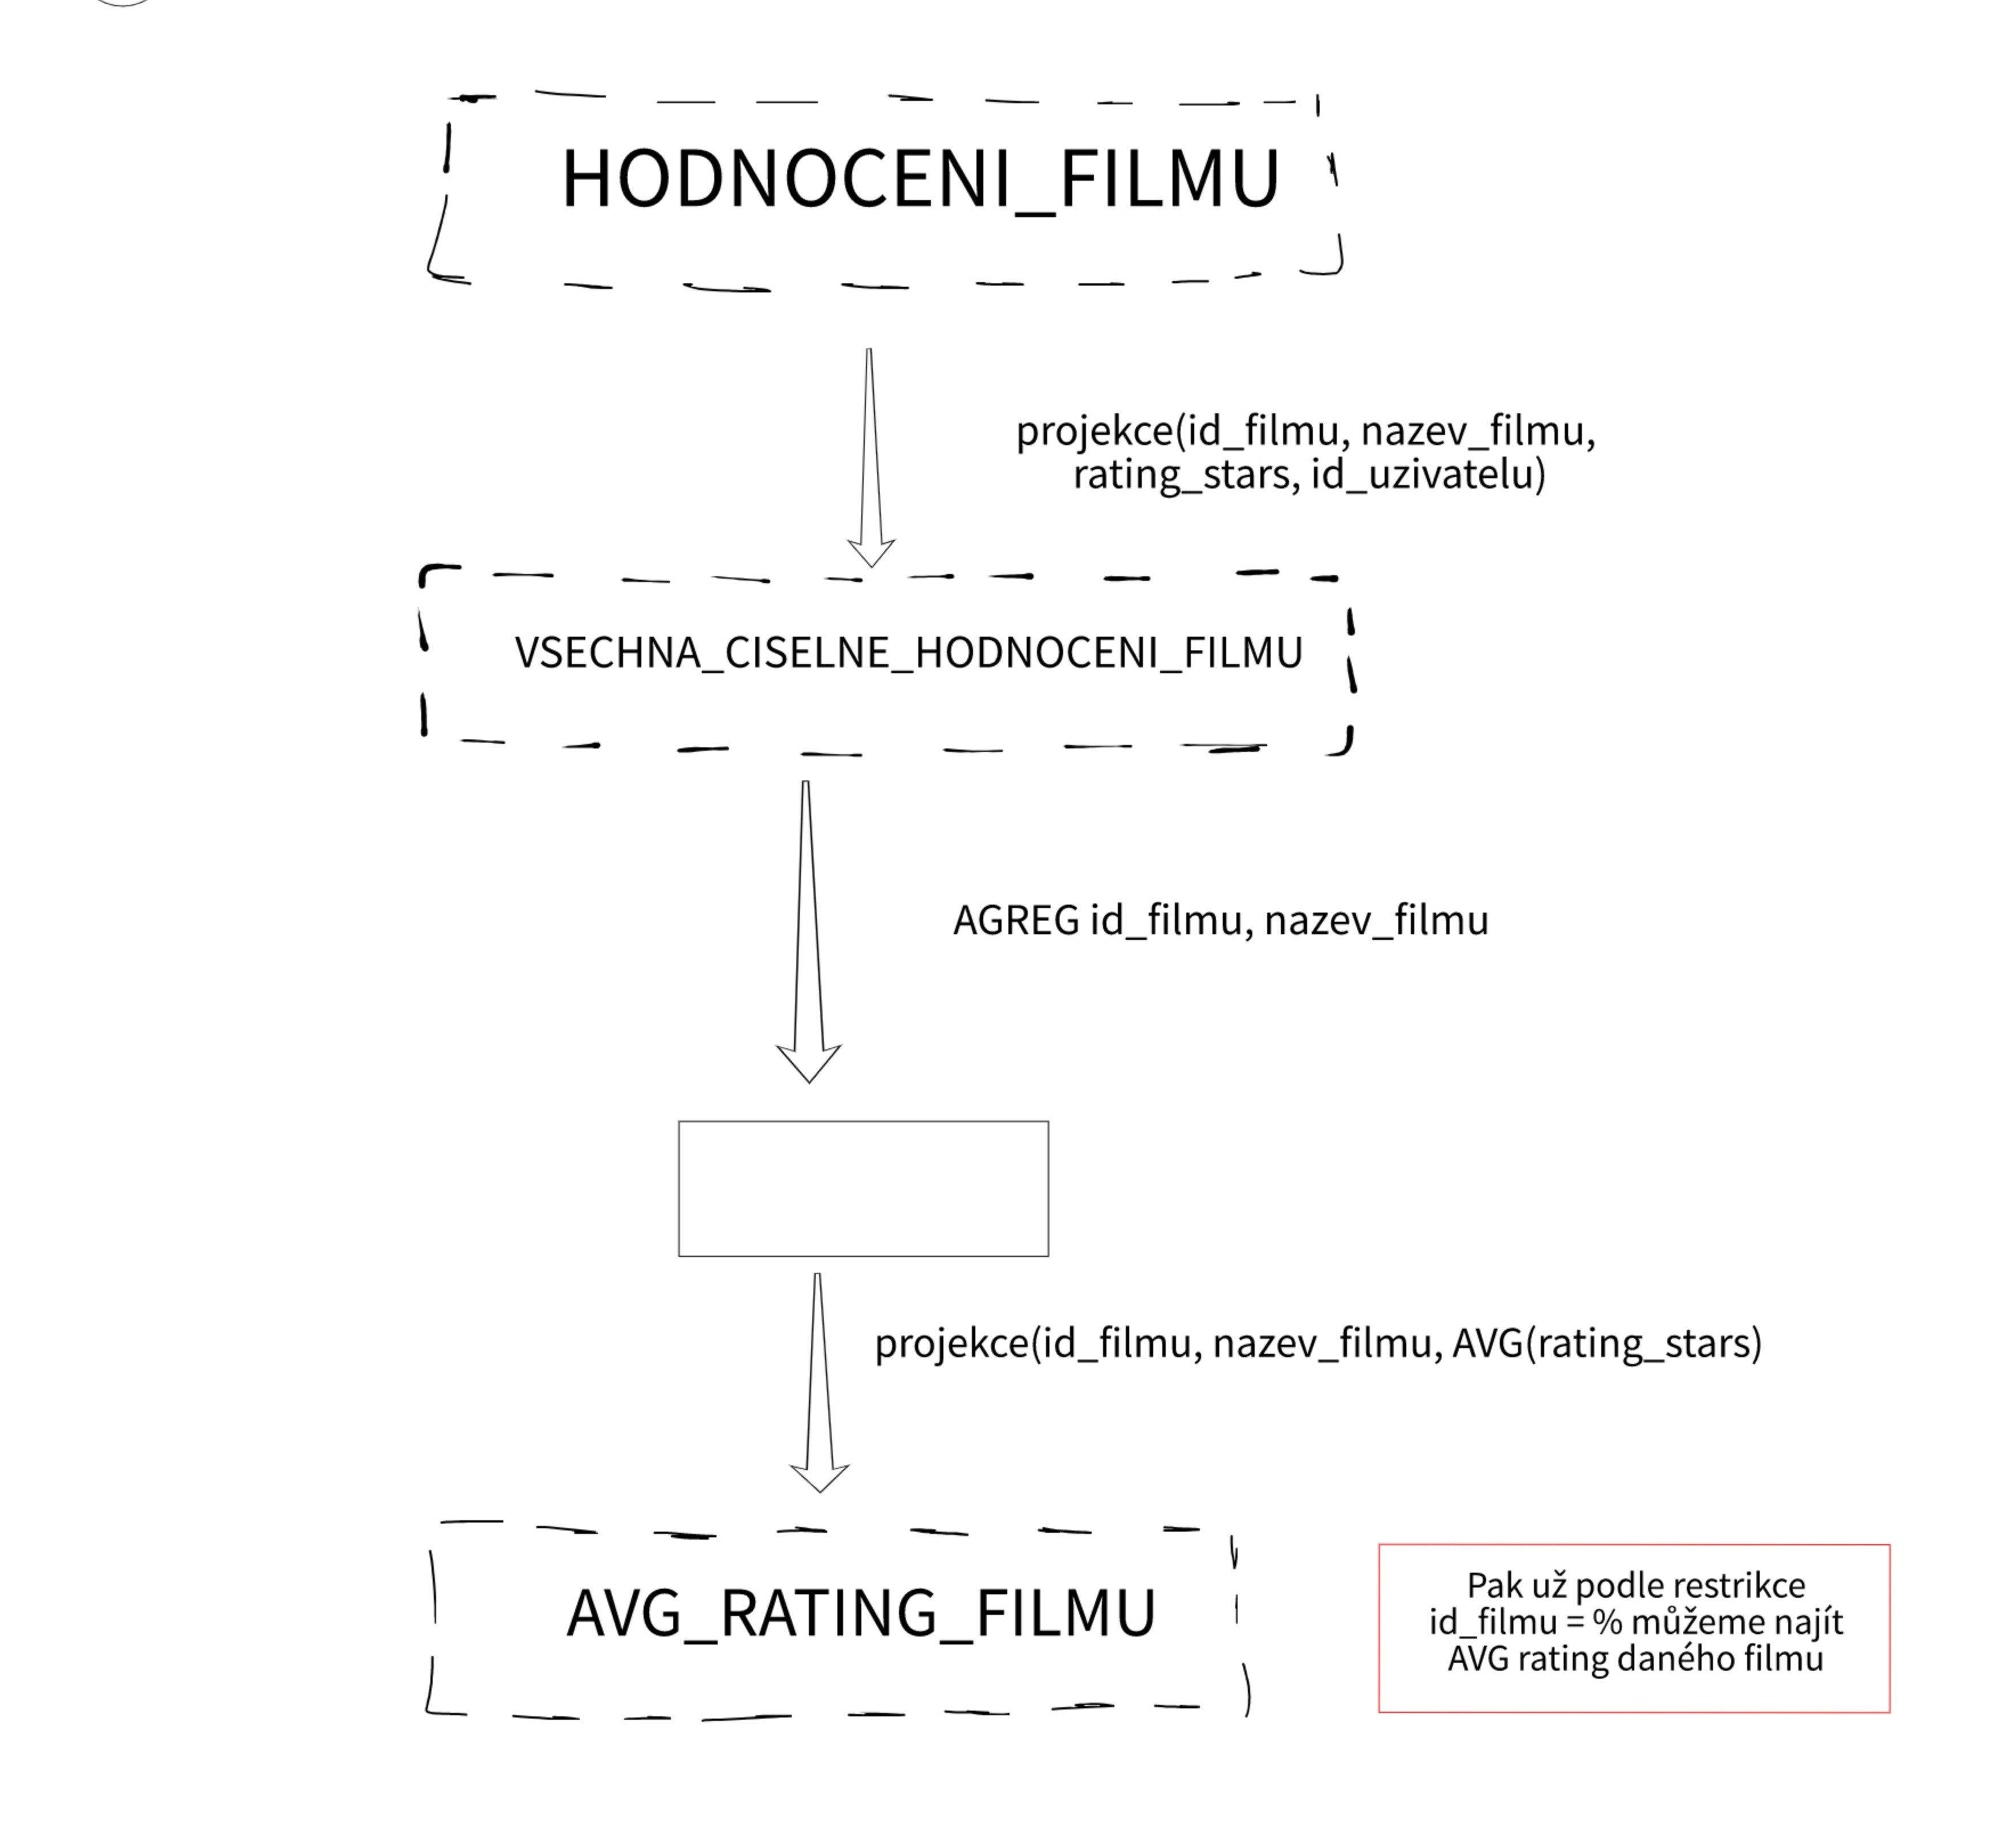 HODNOCENI_FILMU
projekce(id_filmu, nazev_filmu,
rating_stars, id_uzivatelu)
VSECHNA_CISELNE_HODNOCENI_FILMU
AGREG id_filmu, nazev_filmu
projekce(id_filmu, nazev_filmu, AVG(rating_stars)
AVG_RATING_FILMU
Pak už podle restrikce
id_filmu = % můžeme najít
AVG rating daného filmu